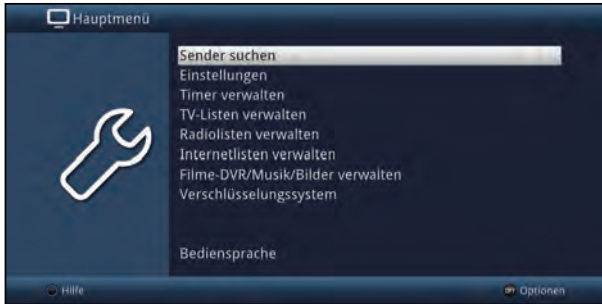 Hauptmenü
Sender suchen
Einstellungen
Timer verwalten
TV-Listen verwalten
Radiolisten verwalten
Internetlisten verwalten
Filme-DVR/Musik/Bilder verwalten
Verschlüsselungssystem
Bediensprache
Hilfe
Optionen